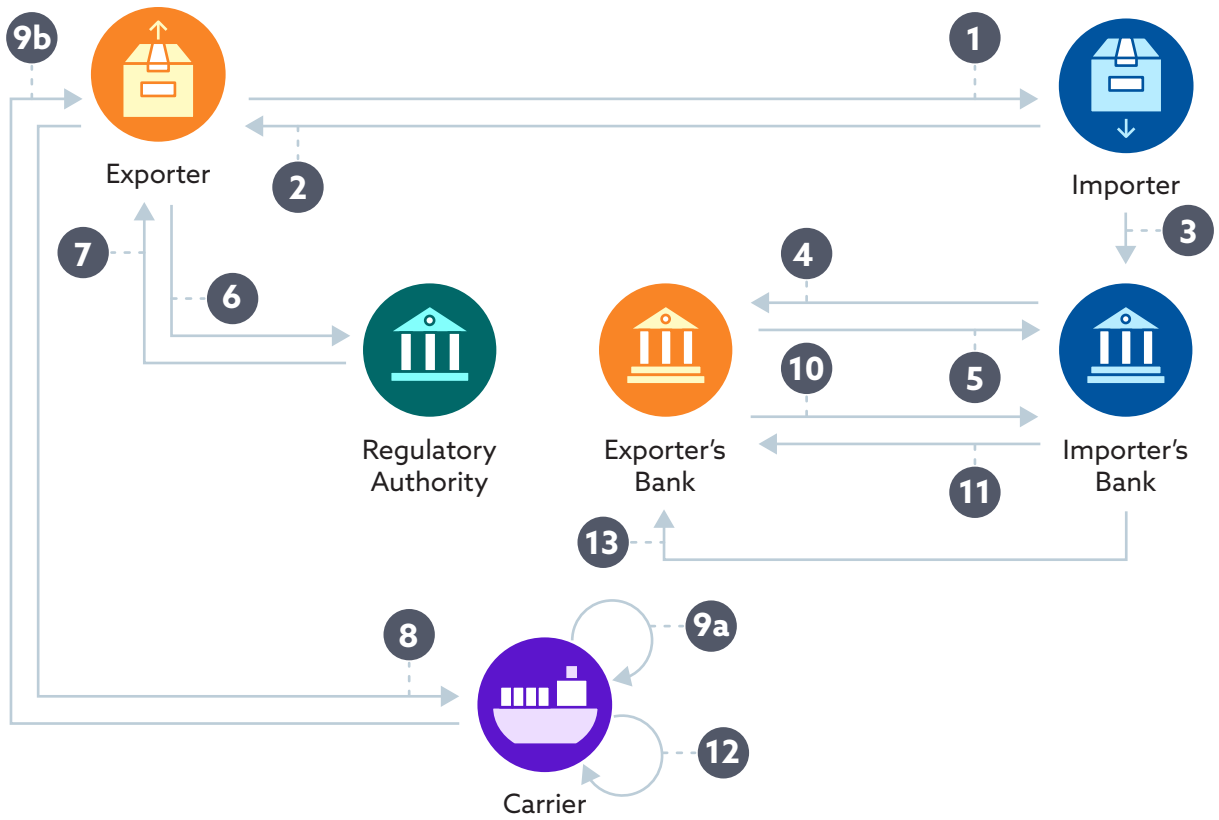 9b
1
Exporter
Importer
2
7
3
4
6
10
5
Regulatory
Authority
Exporter's
Bank
Importer's
Bank
11
13
8
9a
12
Carrier